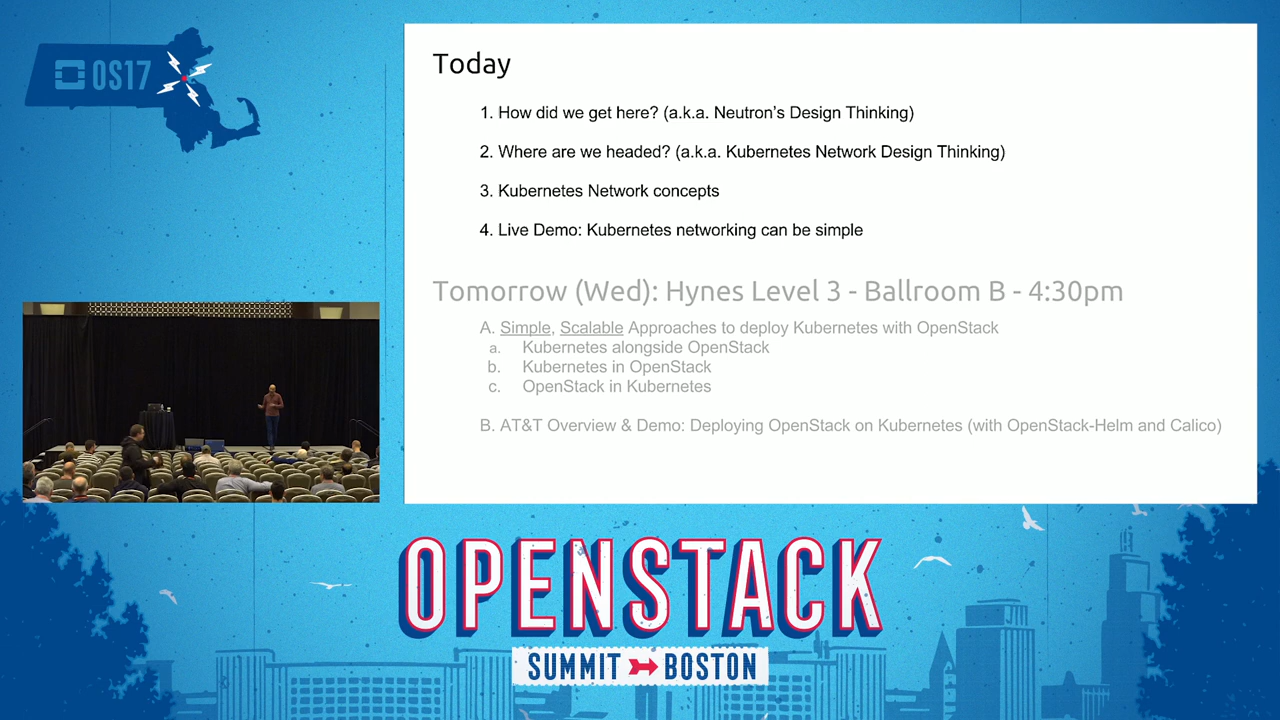 OS17
Today
1. How did we get here? (a.k.a. Neutron's Design Thinking)
2. Where are we headed? (a.k.a. Kubernetes Network Design Thinking)
3. Kubernetes Network concepts
4. Live Demo: Kubernetes networking can be simple
Tomorrow (Wed): Hynes Level 3 - Ballroom B - 4:30pm
A. Simple, Scalable Approaches to deploy Kubernetes with OpenStack
a. Kubernetes alongside OpenStack
b. Kubernetes in OpenStack
c. OpenStack in Kubernetes
B. AT&T Overview & Demo: Deploying OpenStack on Kubernetes (with OpenStack-Helm and Calico)
OPENSTACK
SUMMIT BOSTON